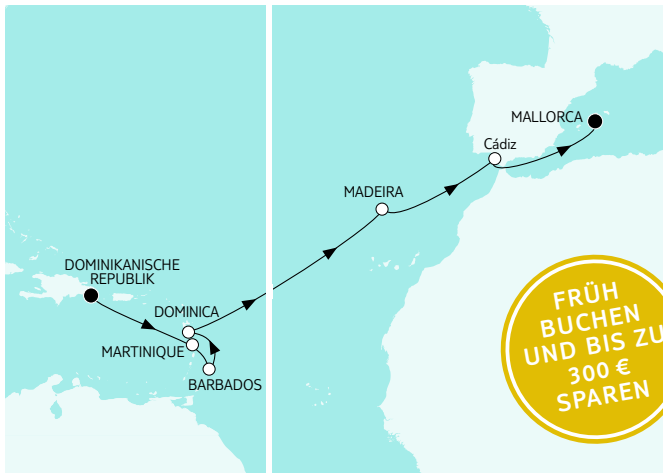 MALLORCA
Cádiz
MADEIRA
DOMINIKANISCHE
REPUBLIK
DOMINICA
MARTINIQUE
BARBADOS
FRÜH
BUCHEN
UND BIS ZU
300 €
SPAREN